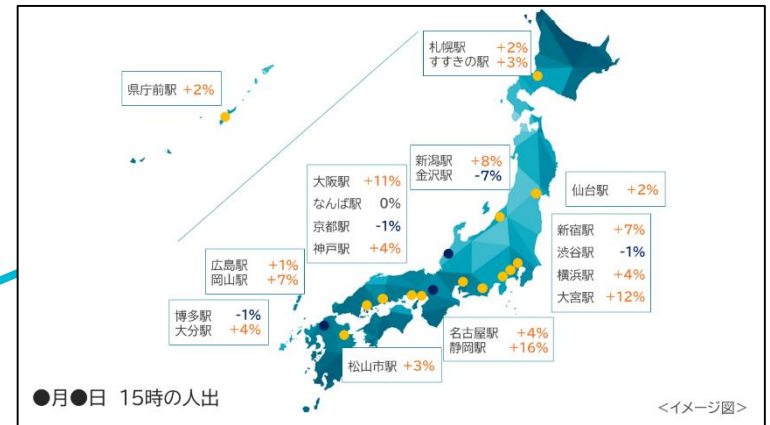 札幌駅 +2%
すすきの駅 +3%
県庁前駅 +2%
新潟駅 +8%
金沢駅 -7%
大阪駅 +11%
なんば駅 0%
京都駅 -1%
神戸駅 +4%
仙台駅 +2%
新宿駅 +7%
渋谷駅 -1%
横浜駅 +4%
大宮駅 +12%
広島駅 +1%
岡山駅 +7%
博多駅 -1%
大分駅 +4%
名古屋駅 +4%
静岡駅 +16%
松山市駅 +3%
●月●日 15時の人出
<イメージ図>